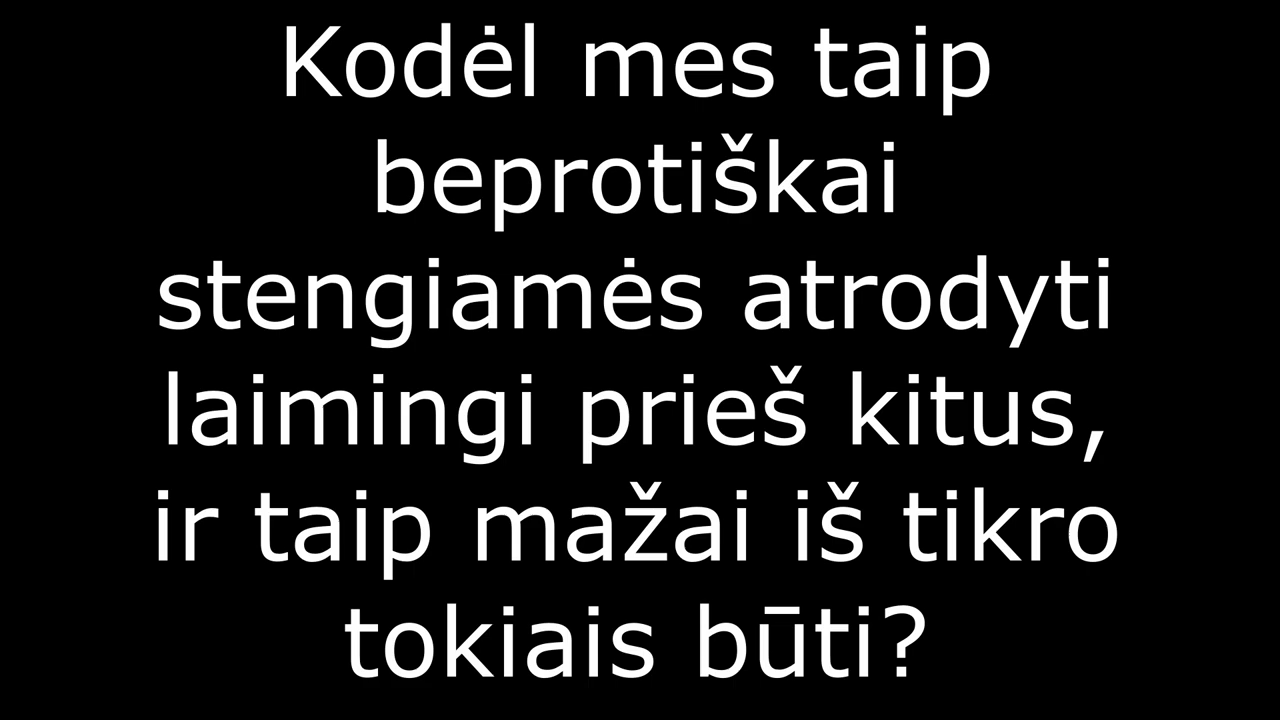 Kodėl mes taip
beprotiškai
stengiamės atrodyti
laimingi prieš kitus,
ir taip mažai iš tikro
tokiais būti?